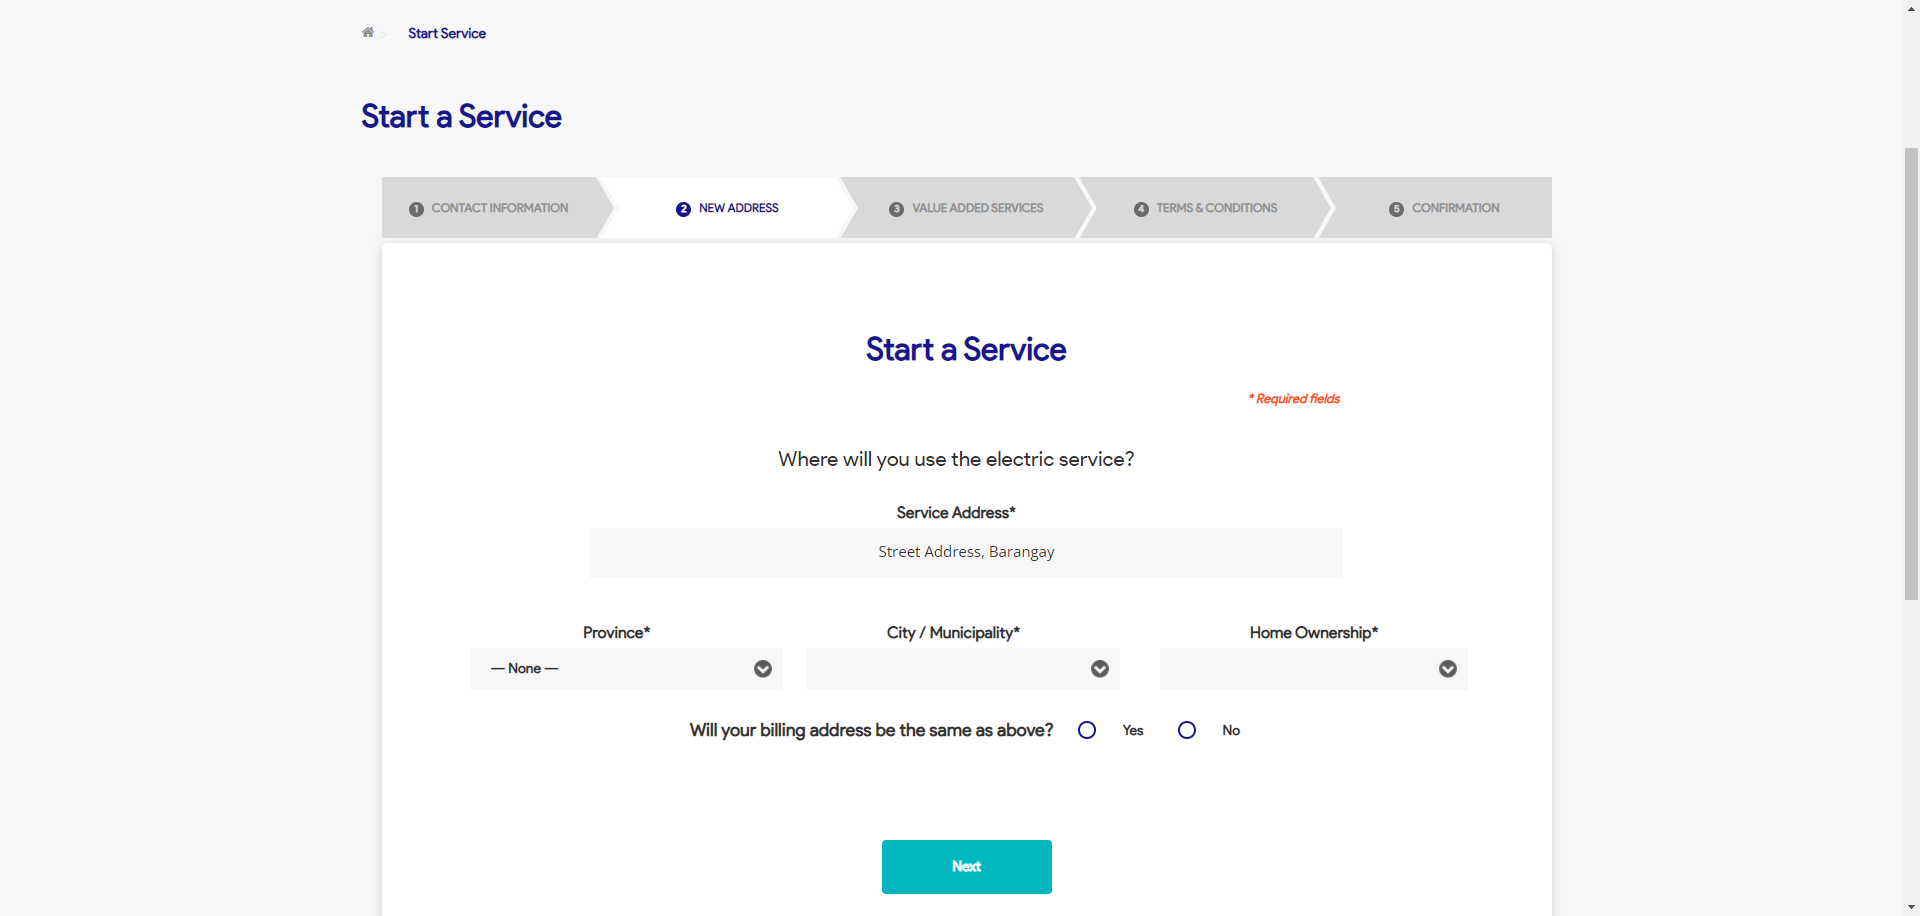 > Start Service
Start a Service
1 CONTACT INFORMATION
2 NEW ADDRESS
3 VALUE ADDED SERVICES
4 TERMS & CONDITIONS
5 CONFIRMATION
Start a Service
* Required fields
Where will you use the electric service?
Service Address*
Street Address, Barangay
Province* City / Municipality* Home Ownership*
— None —
Will your billing address be the same as above? Yes No
Next